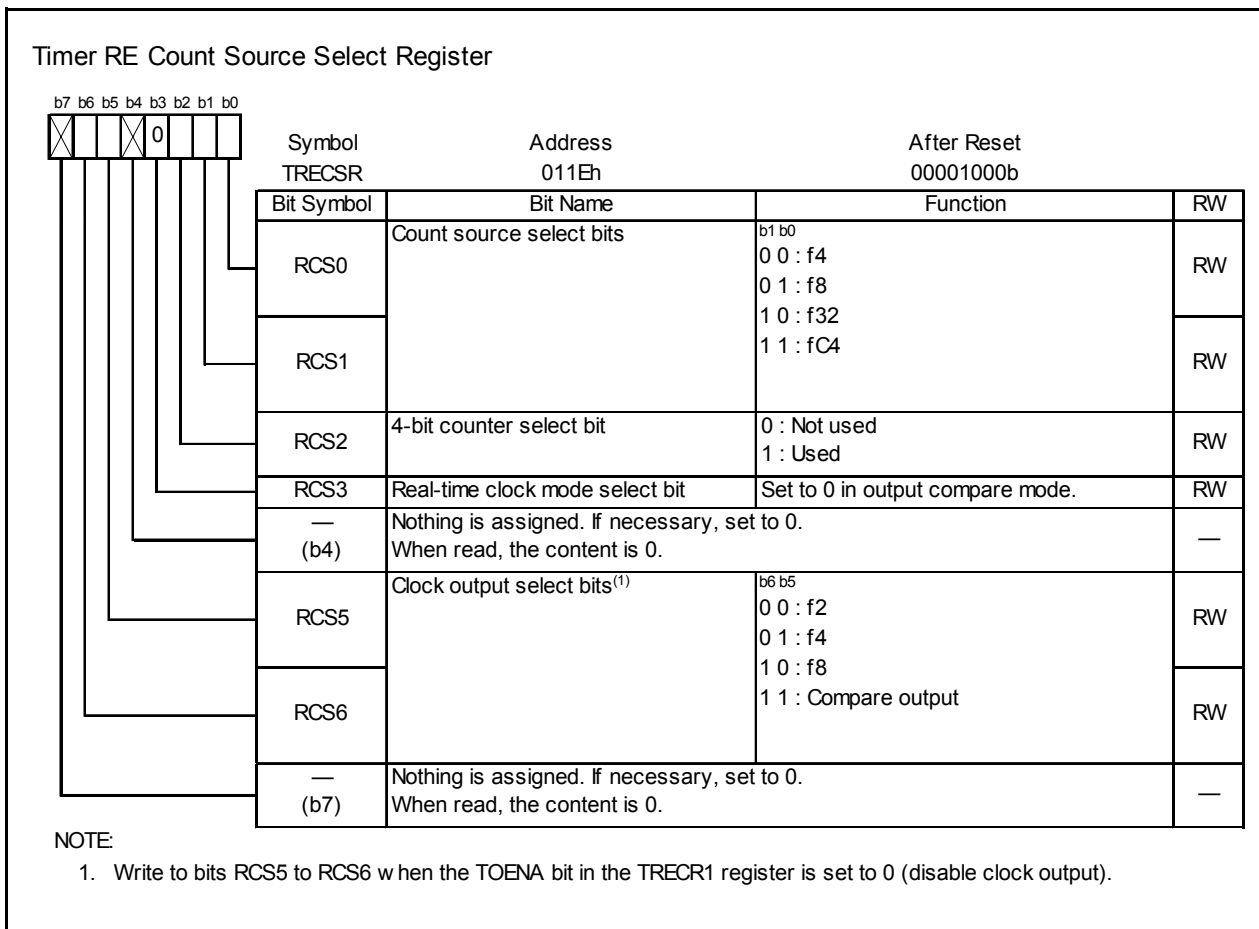 Timer RE Count Source Select Register
b7 b6 b5 b4 b3 b2 b1 b0
0
Symbol Address After Reset
TRECSR 011Eh 00001000b
Bit Symbol Bit Name Function RW
RCS0 Count source select bits b1 b0 RW
0 0 : f4
0 1 : f8
1 0 : f32
RCS1 1 1 : fC4 RW
RCS2 4-bit counter select bit 0 : Not used RW
1 : Used
RCS3 Real-time clock mode select bit Set to 0 in output compare mode. RW
— Nothing is assigned. If necessary, set to 0. —
(b4) When read, the content is 0.
RCS5 Clock output select bits(1) b6 b5 RW
0 0 : f2
0 1 : f4
1 0 : f8
RCS6 1 1 : Compare output RW
— Nothing is assigned. If necessary, set to 0. —
(b7) When read, the content is 0.
NOTE:
1. Write to bits RCS5 to RCS6 w hen the TOENA bit in the TRECR1 register is set to 0 (disable clock output).